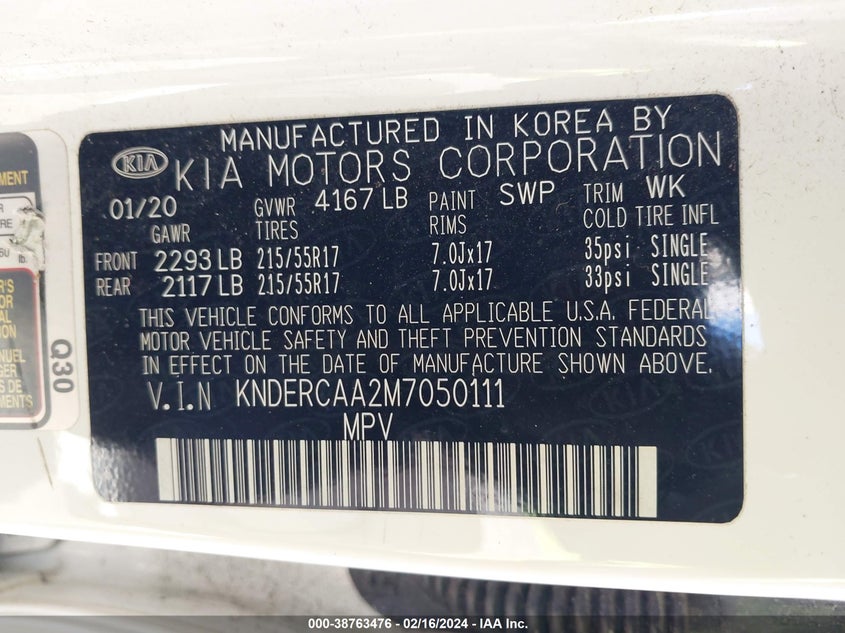 MANUFACTURED IN KOREA BY
KIA KIA MOTORS CORPORATION
01/20 GVWR 4167 LB PAINT SWP TRIM WK
GAWR TIRES RIMS COLD TIRE INFL
FRONT 2293 LB 215/55R17 7.0Jx17 35psi SINGLE
REAR 2117 LB 215/55R17 7.0Jx17 33psi SINGLE
THIS VEHICLE CONFORMS TO ALL APPLICABLE U.S.A. FEDERAL
MOTOR VEHICLE SAFETY AND THEFT PREVENTION STANDARDS
IN EFFECT ON THE DATE OF MANUFACTURE SHOWN ABOVE.
V.I.N KNDERCAA2M7050111
MPV
Q30
000-38763476 - 02/16/2024 - IAA Inc.